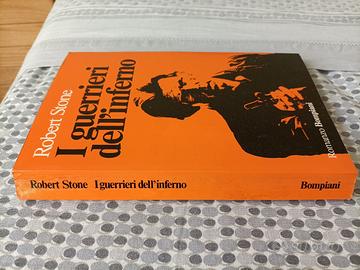 Robert Stone
I guerrieri
dell'inferno
Romanzo Bompiani
Robert Stone I guerrieri dell'inferno Bompiani